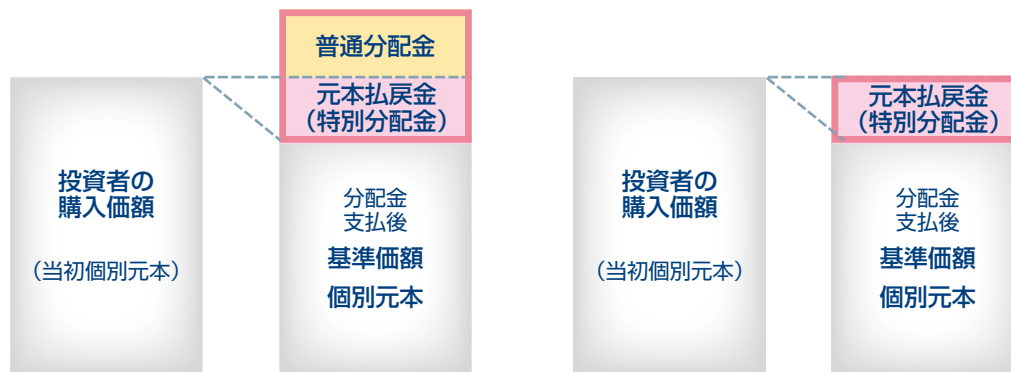 普通分配金
元本払戻金
（特別分配金）
投資者の
購入価額
（当初個別元本）
分配金
支払後
基準価額
個別元本
元本払戻金
（特別分配金）
投資者の
購入価額
（当初個別元本）
分配金
支払後
基準価額
個別元本